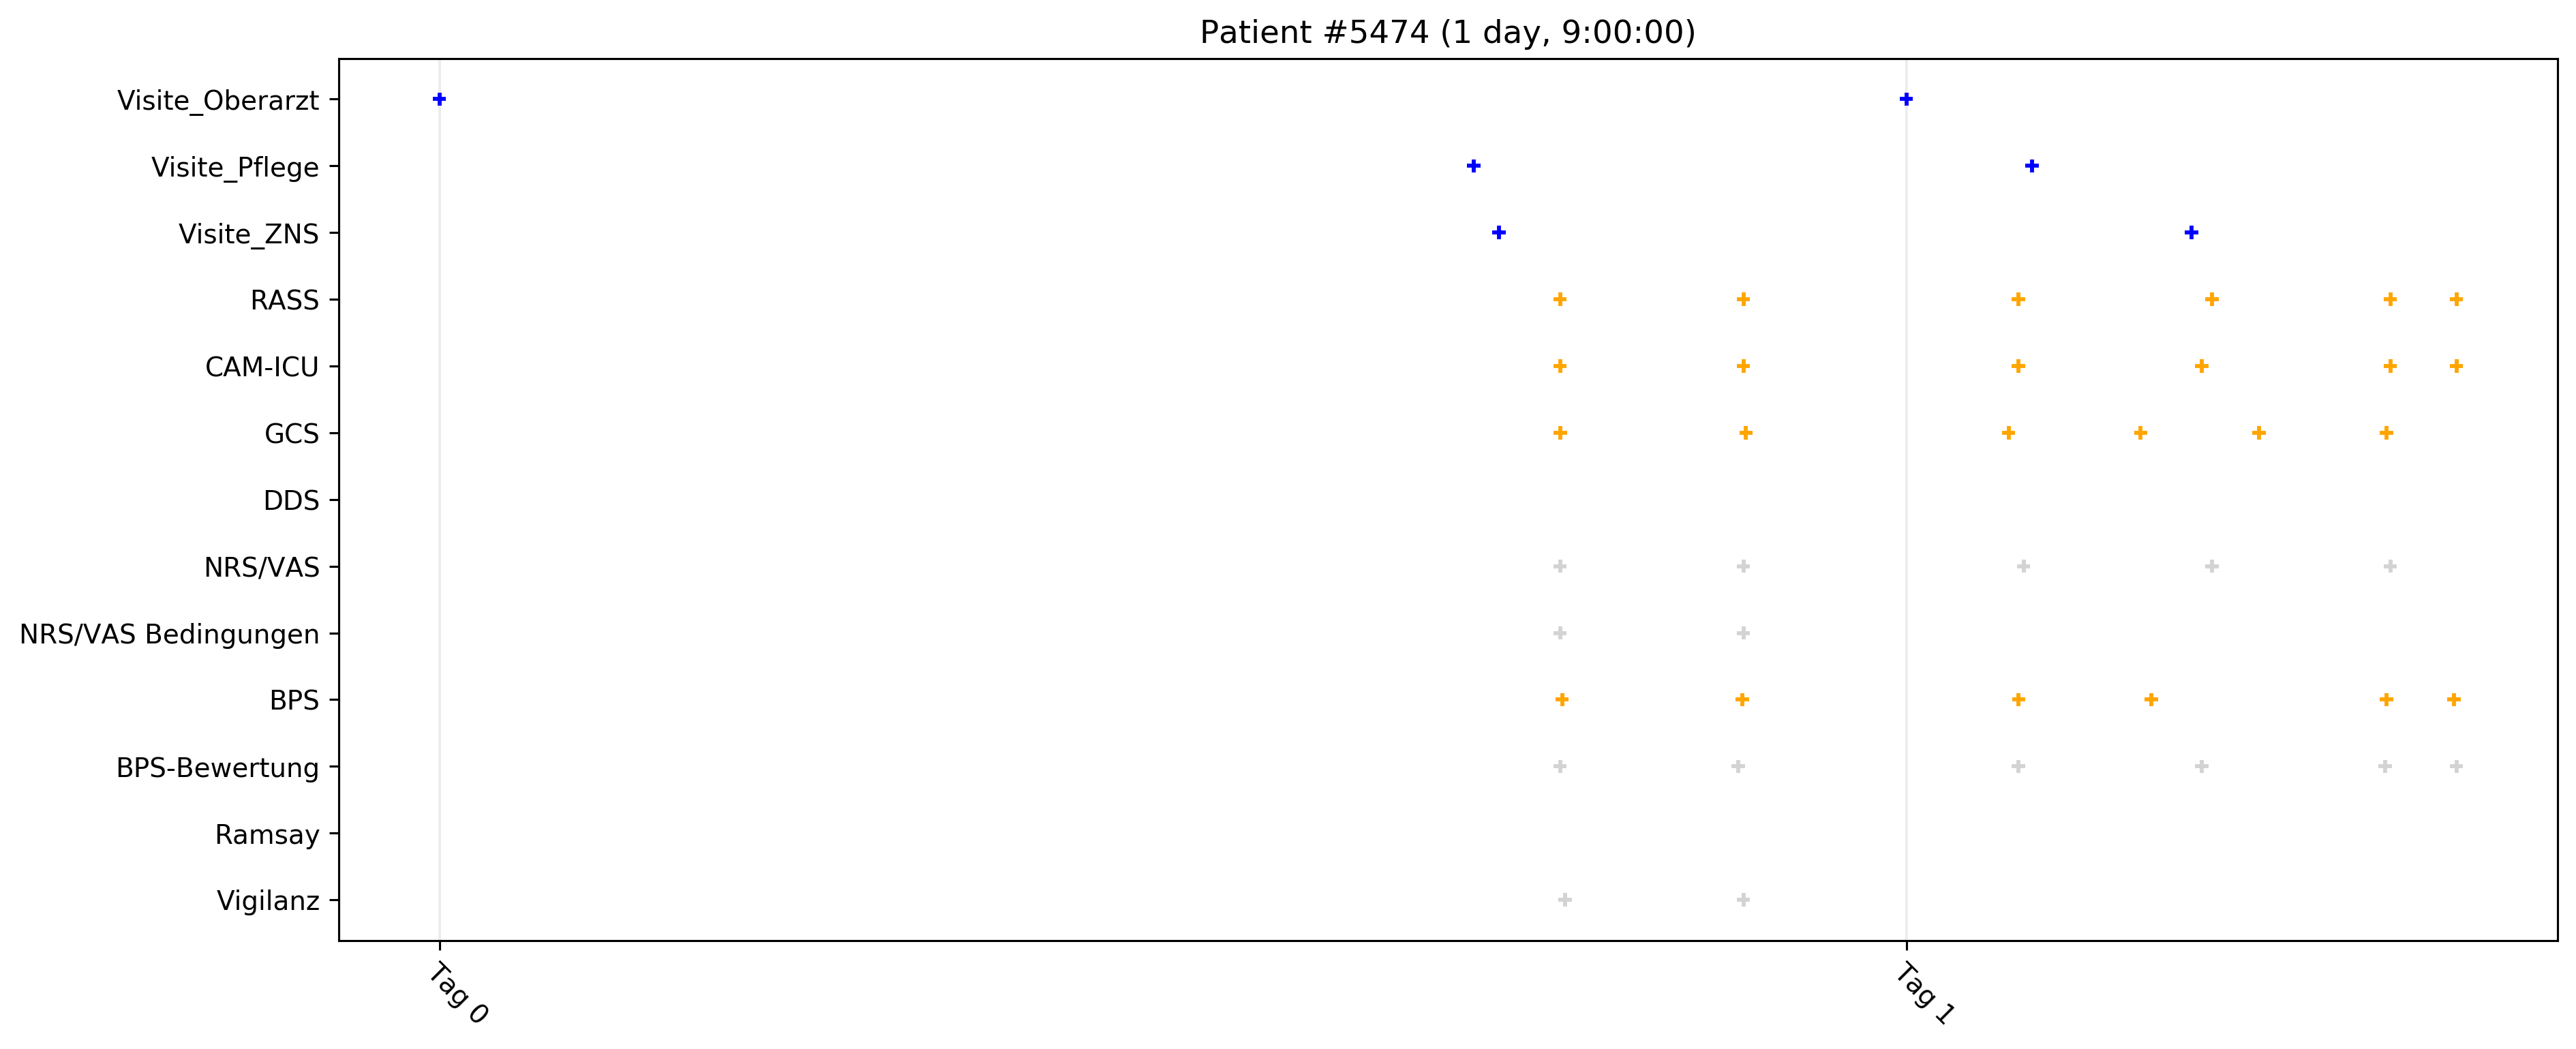 Patient #5474 (1 day, 9:00:00)
Visite_Oberarzt
Visite_Pflege
Visite_ZNS
RASS
CAM-ICU
GCS
DDS
NRS/VAS
NRS/VAS Bedingungen
BPS
BPS-Bewertung
Ramsay
Vigilanz
Tag 0
Tag 1